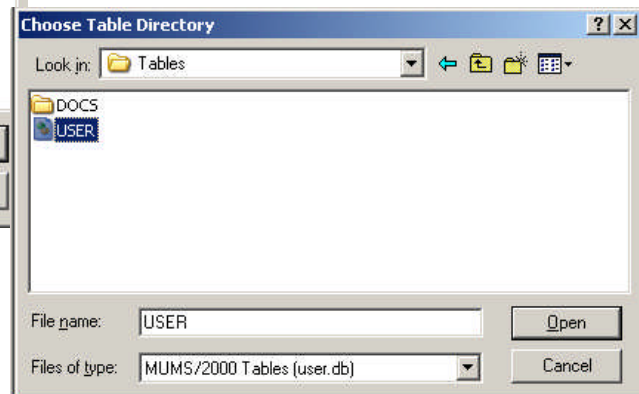 Choose Table Directory
Look in: Tables
DOCS
USER
File name: USER Open
Files of type: MUMS/2000 Tables (user.db) Cancel